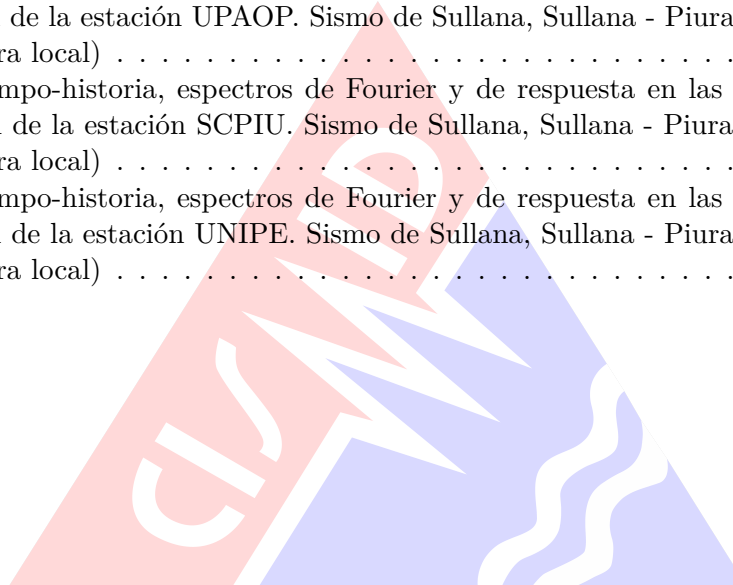 de la estación UPAOP. Sismo de Sullana, Sullana - Piura
ra local) . . . . . . . . . . . . . . . . . . . . . . . . . . . .
mpo-historia, espectros de Fourier y de respuesta en las
de la estación SCPIU. Sismo de Sullana, Sullana - Piura
ra local) . . . . . . . . . . . . . . . . . . . . . . . . . . . .
mpo-historia, espectros de Fourier y de respuesta en las
de la estación UNIPE. Sismo de Sullana, Sullana - Piura
ra local) . . . . . . . . . . . . . . . . . . . . . . . . . . . .
CISMID